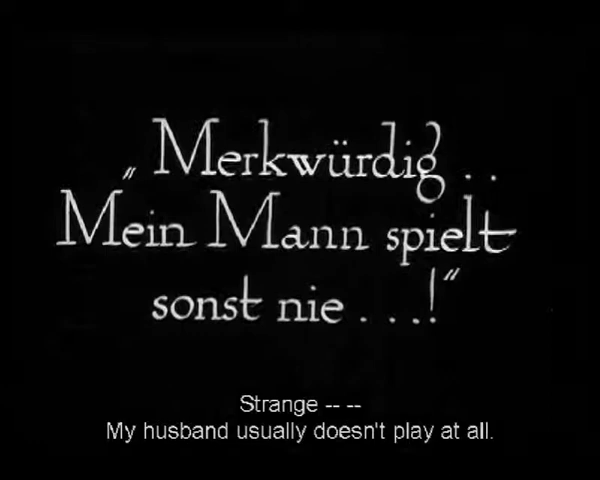 „Merkwürdig . .
Mein Mann spielt
sonst nie . . .!"
Strange -- --
My husband usually doesn't play at all.